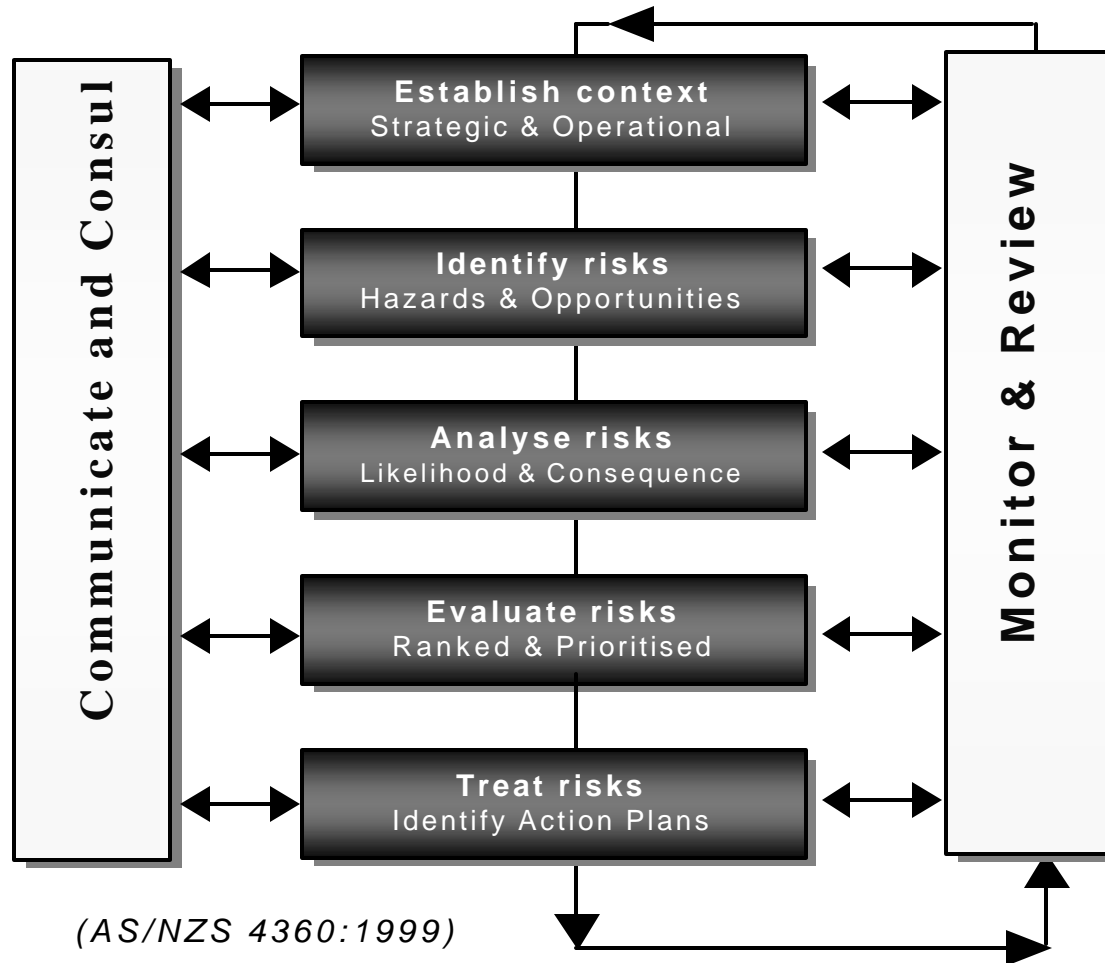 Communicate and Consul
Establish context
Strategic & Operational
Identify risks
Hazards & Opportunities
Analyse risks
Likelihood & Consequence
Evaluate risks
Ranked & Prioritised
Treat risks
Identify Action Plans
Monitor & Review
(AS/NZS 4360:1999)